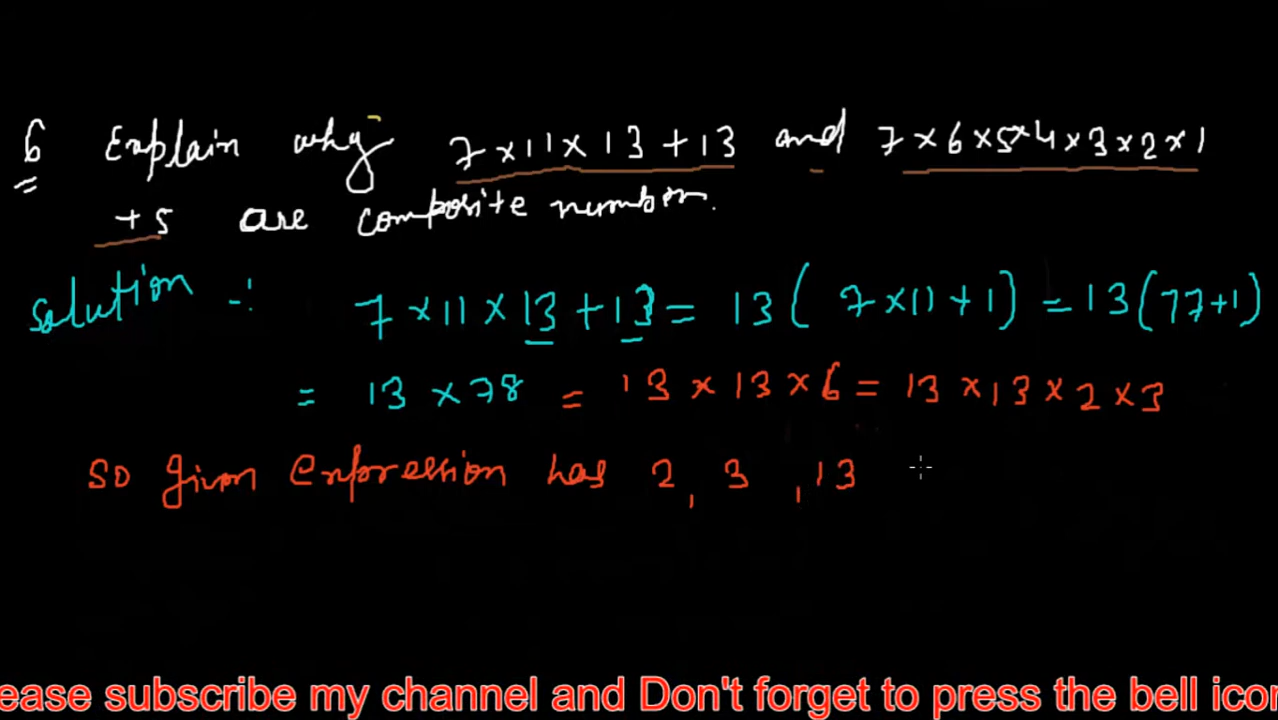 6 Explain why 7×11×13+13 and 7×6×5×4×3×2×1
+5 are composite number.
Solution :- 7×11×13+13 = 13(7×11+1) = 13(77+1)
= 13×78 = 13×13×6 = 13×13×2×3
So given expression has 2, 3, 13
ease subscribe my channel and Don't forget to press the bell icon